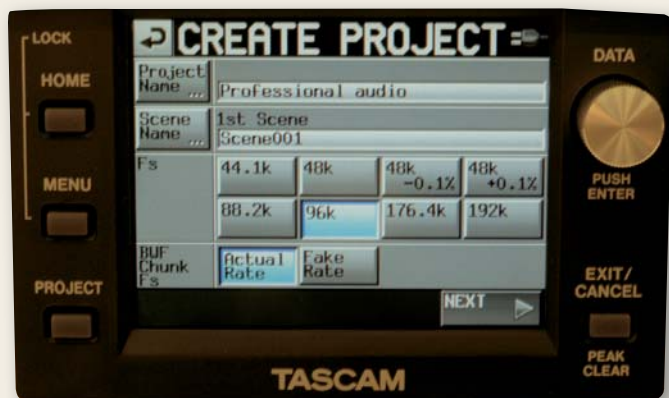 LOCK
HOME
MENU
PROJECT
CREATE PROJECT
Project
Name ...
Professional audio
Scene
Name ...
1st Scene
Scene001
Fs
44.1k
48k
48k
-0.1%
48k
+0.1%
88.2k
96k
176.4k
192k
BWF
Chunk
Fs
Actual
Rate
Fake
Rate
NEXT
TASCAM
DATA
PUSH
ENTER
EXIT/
CANCEL
PEAK
CLEAR